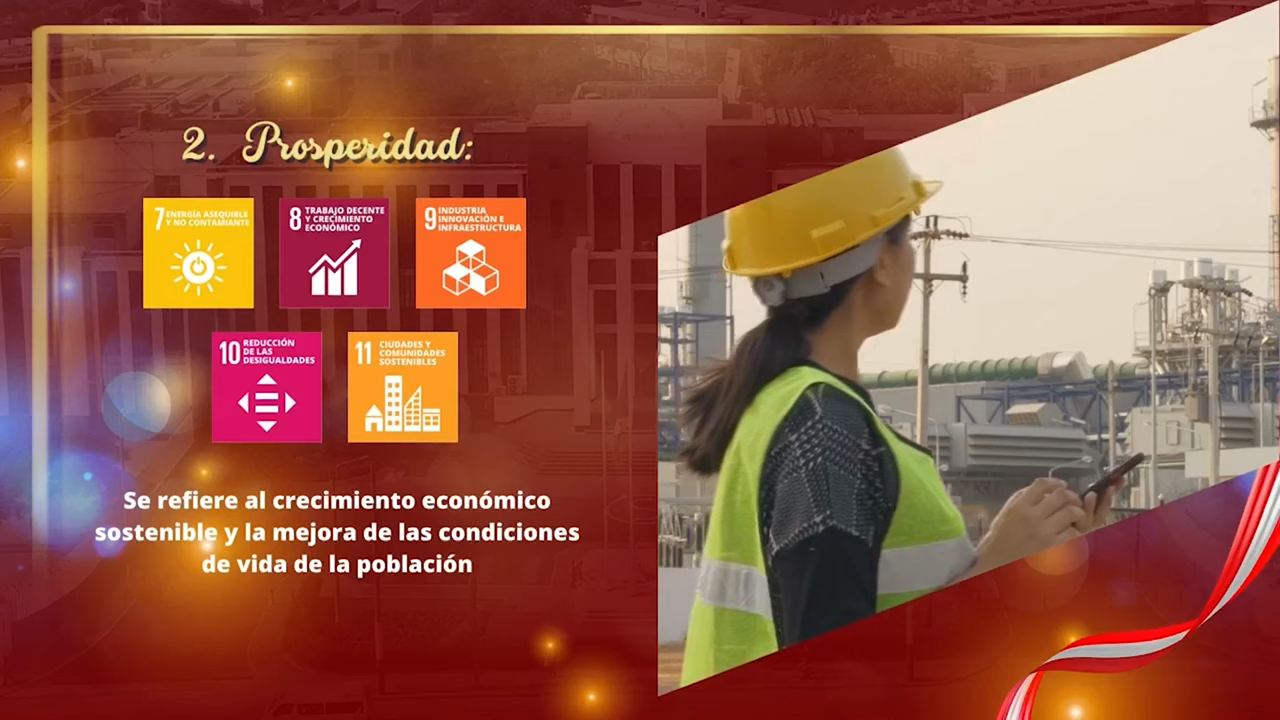 2. Prosperidad:
7 ENERGÍA ASEQUIBLE
Y NO CONTAMIANTE
8 TRABAJO DECENTE
Y CRECIMIENTO
ECONÓMICO
9 INDUSTRIA
INNOVACIÓN E
INFRAESTRUCTURA
10 REDUCCIÓN
DE LAS
DESIGUALDADES
11 CIUDADES Y
COMUNIDADES
SOSTENIBLES
Se refiere al crecimiento económico
sostenible y la mejora de las condiciones
de vida de la población